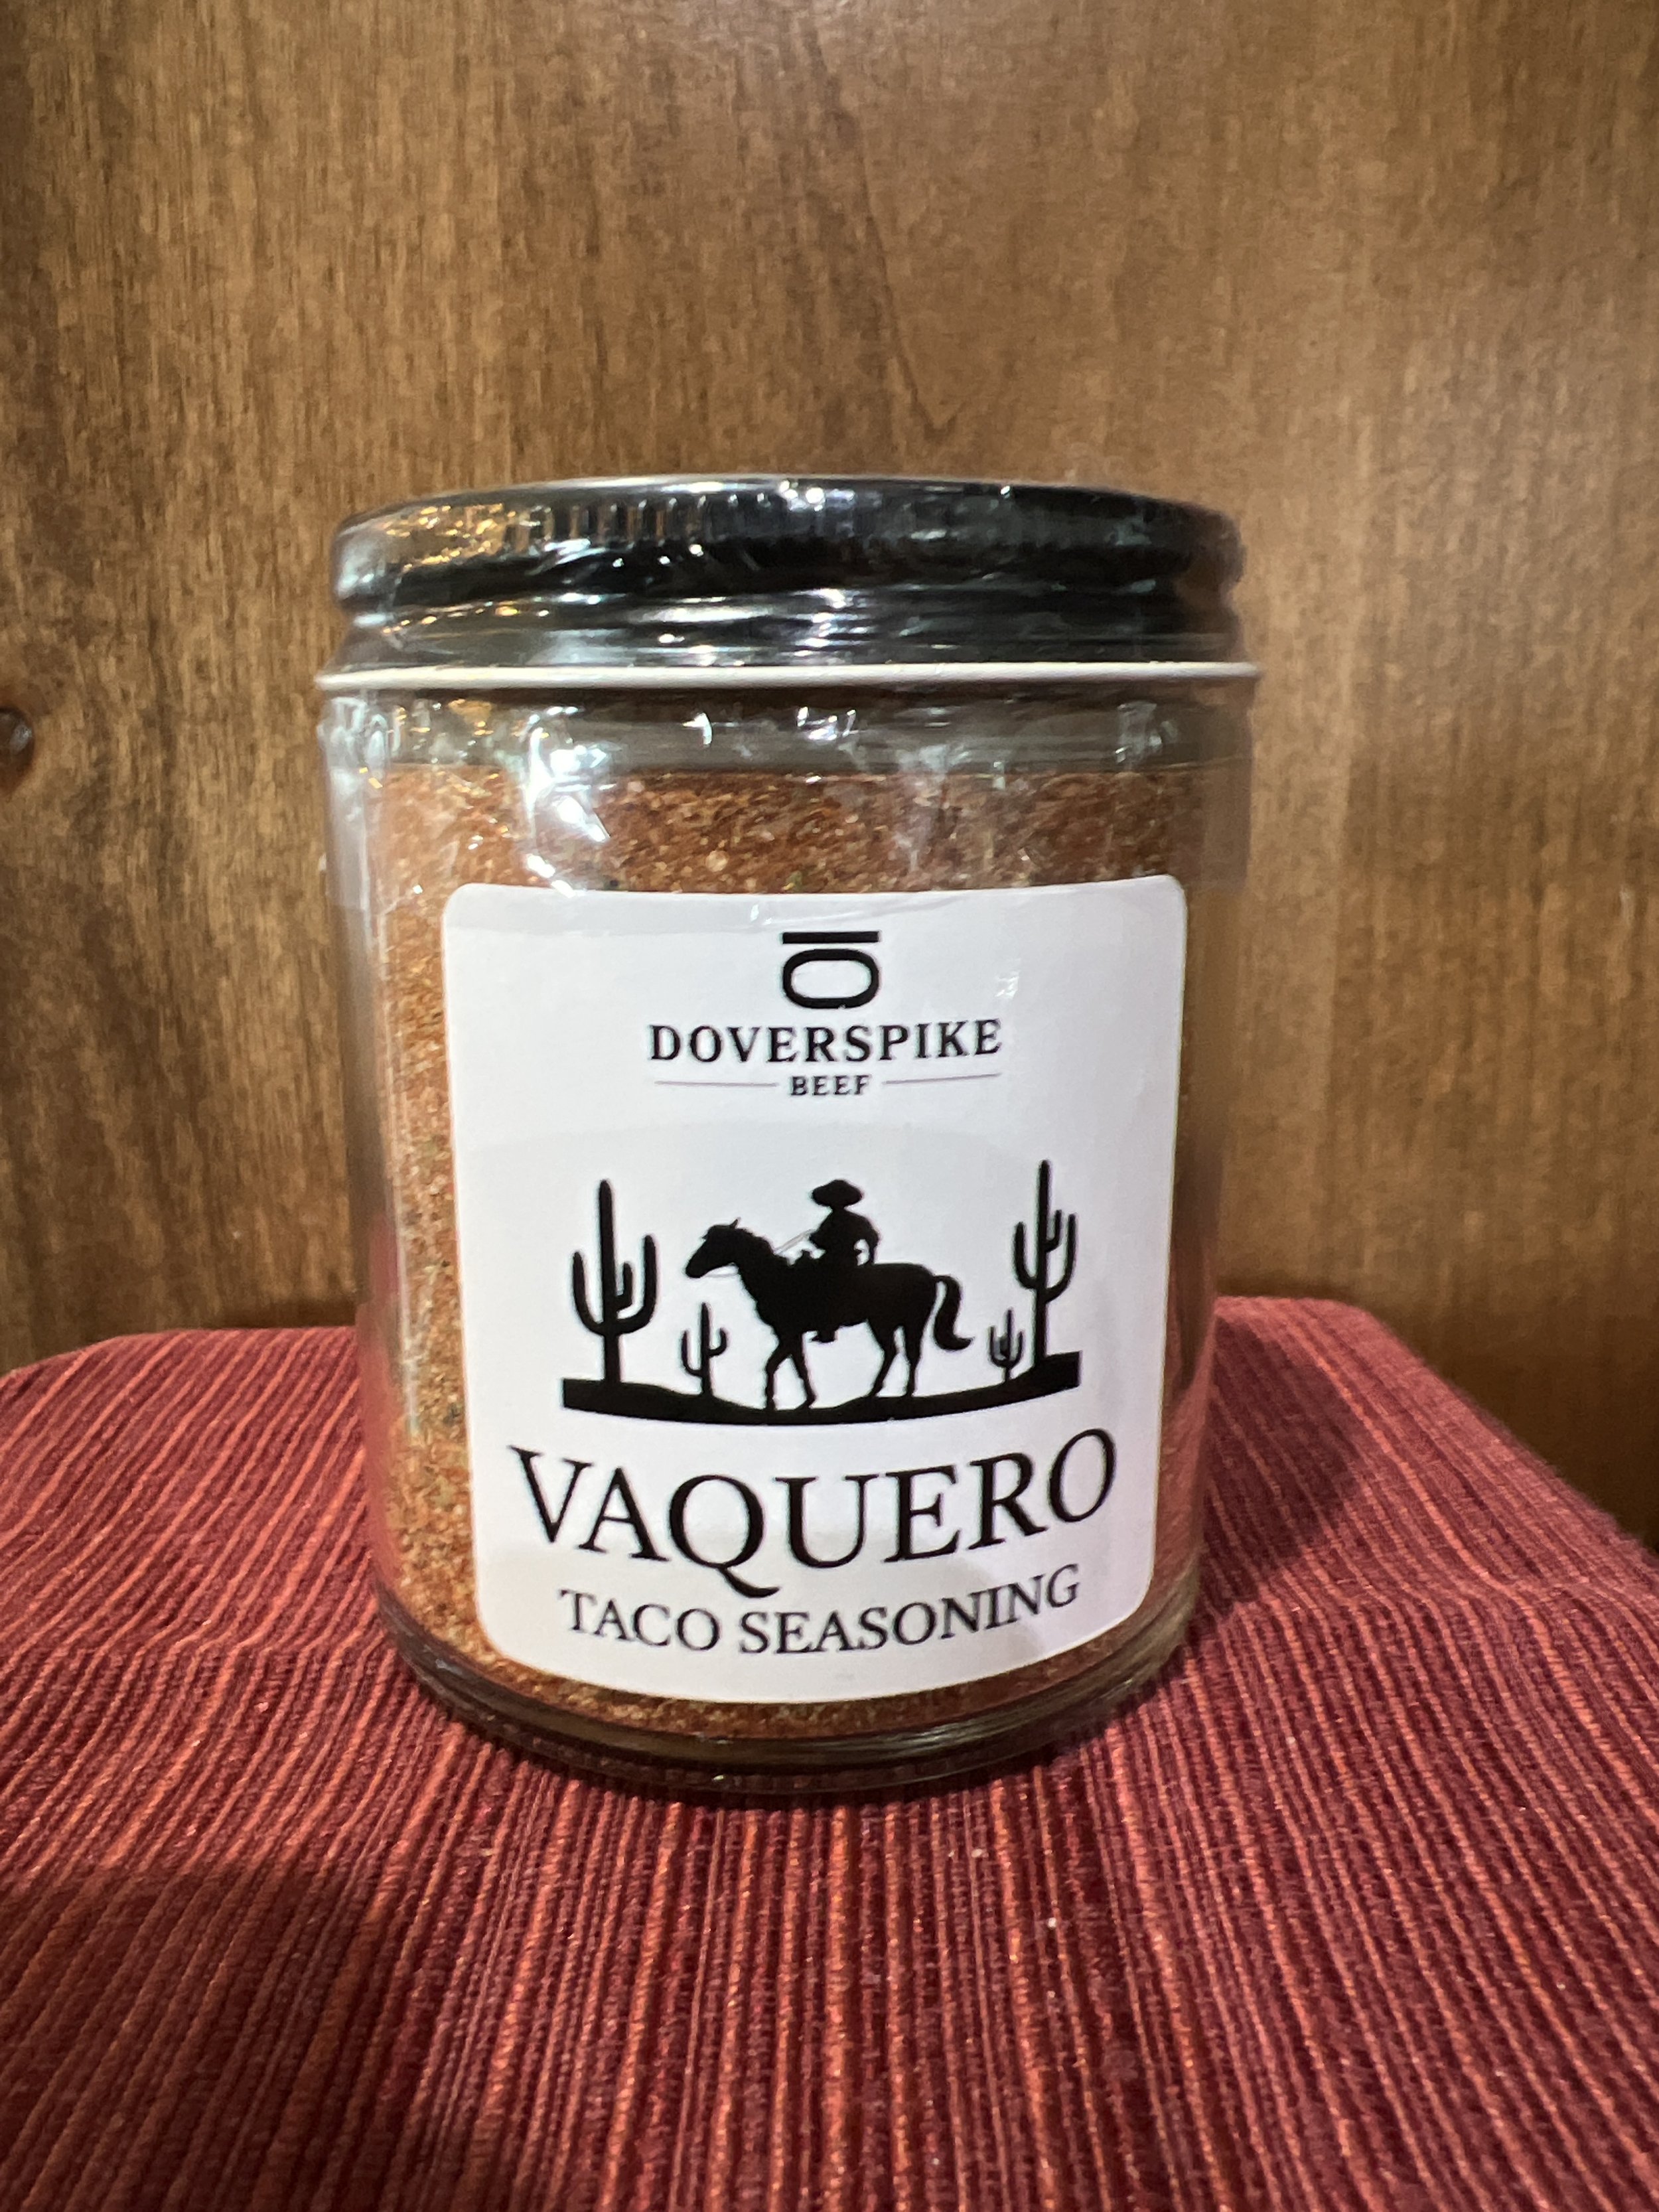 DOVERSPIKE
BEEF
VAQUERO
TACO SEASONING